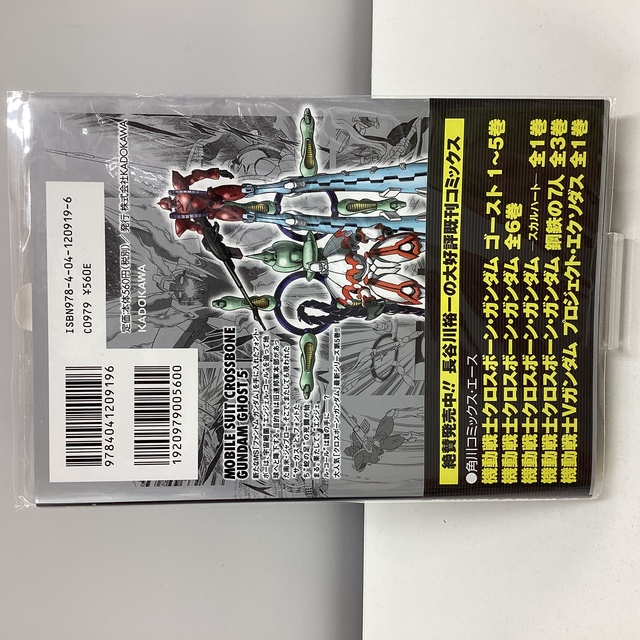 ISBN978-4-04-120919-6
C0979 ¥560E
9784041209196
1920979005600
定価:本体560円(税別)/発行:株式会社KADOKAWA
KADOKAWA
MOBILE SUIT CROSSBONE
GUNDAM GHOST 5
絶賛発売中!! 長谷川裕一の大好評既刊コミックス
●角川コミックス・エース
機動戦士クロスボーン・ガンダム ゴースト 1〜5巻
機動戦士クロスボーン・ガンダム 全6巻
機動戦士クロスボーン・ガンダム ―スカルハート― 全1巻
機動戦士クロスボーン・ガンダム 鋼鉄の7人 全3巻
機動戦士Vガンダム プロジェクト・エクソダス 全1巻